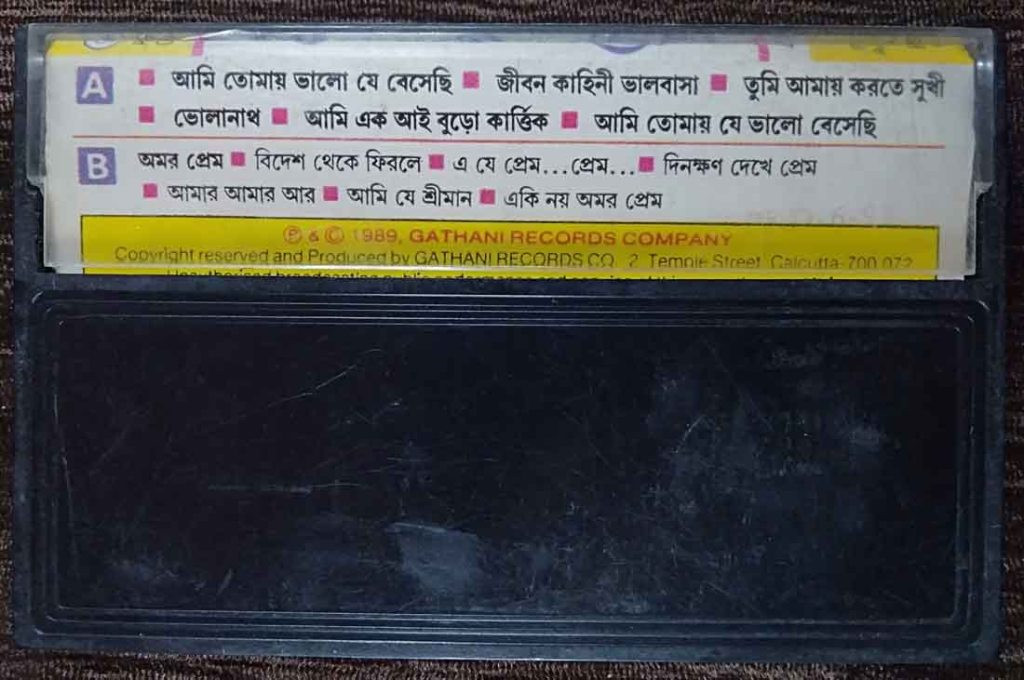 A ■ আমি তোমায় ভালো যে বেসেছি ■ জীবন কাহিনী ভালবাসা ■ তুমি আমায় করতে সুখী
■ ভোলানাথ ■ আমি এক আই বুড়ো কার্ত্তিক ■ আমি তোমায় যে ভালো বেসেছি
B অমর প্রেম ■ বিদেশ থেকে ফিরলে ■ এ যে প্রেম...প্রেম... ■ দিনক্ষণ দেখে প্রেম
■ আমার আমার আর ■ আমি যে শ্রীমান ■ একি নয় অমর প্রেম
Ⓟ & © 1989, GATHANI RECORDS COMPANY
Copyright reserved and Produced by GATHANI RECORDS CO. 2 Temple Street Calcutta-700 072